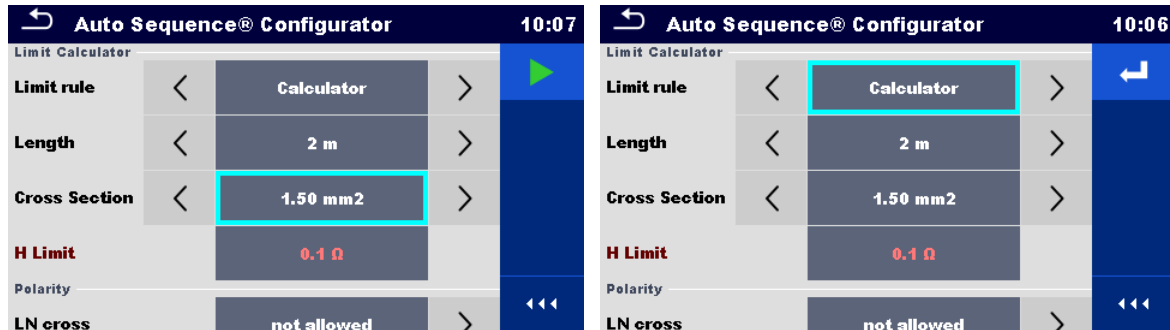 Auto Sequence® Configurator 10:07
Limit Calculator
Limit rule Calculator
Length 2 m
Cross Section 1.50 mm2
H Limit 0.1 Ω
Polarity
LN cross not allowed
Auto Sequence® Configurator 10:06
Limit Calculator
Limit rule Calculator
Length 2 m
Cross Section 1.50 mm2
H Limit 0.1 Ω
Polarity
LN cross not allowed